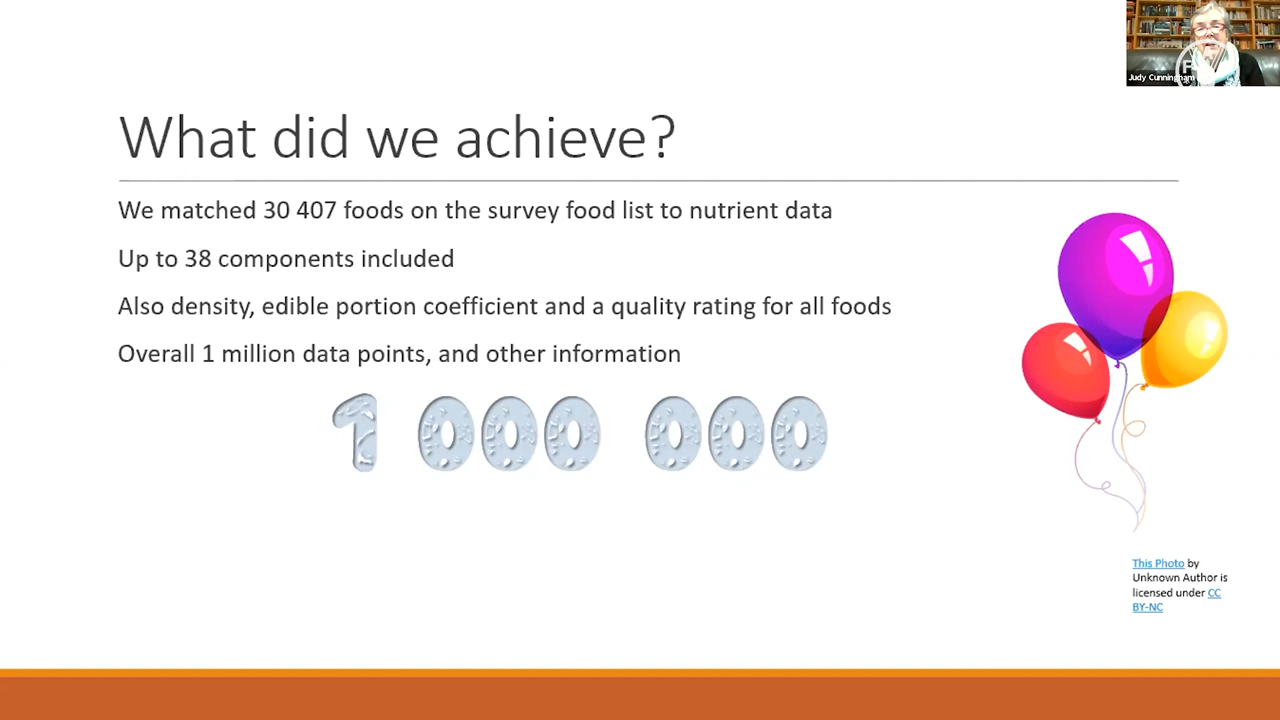 Judy Cunningham
What did we achieve?
We matched 30 407 foods on the survey food list to nutrient data
Up to 38 components included
Also density, edible portion coefficient and a quality rating for all foods
Overall 1 million data points, and other information
1 000 000
This Photo by
Unknown Author is
licensed under CC
BY-NC